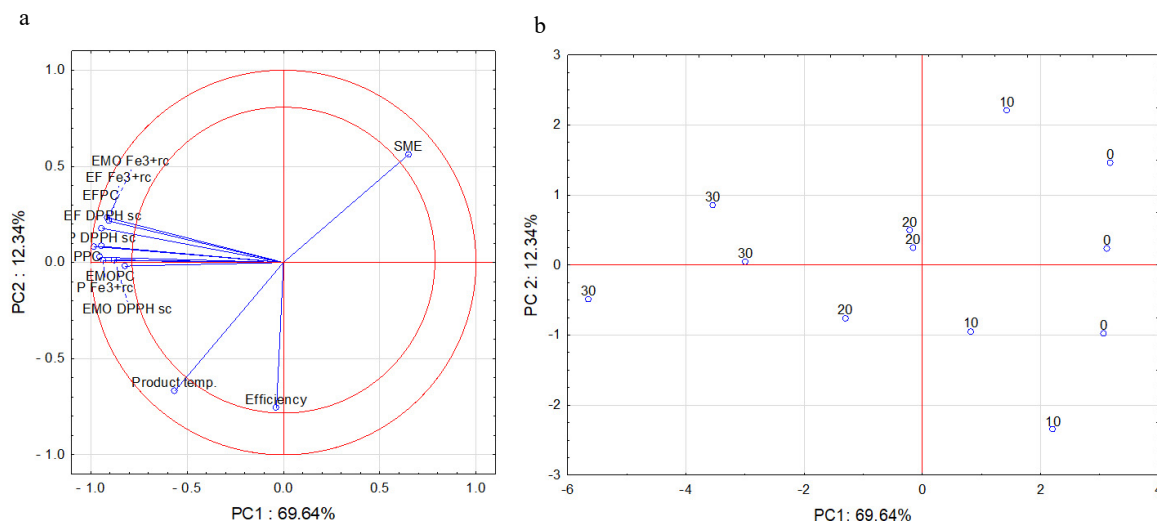 a
1.0
0.5
0.0
- 0.5
- 1.0
PC2 : 12.34%
SME
EMO Fe3+rc
EF Fe3+rc
EFPC
EF DPPH sc
P DPPH sc
PPC
EMOPC
P Fe3+rc
EMO DPPH sc
Product temp.
Efficiency
- 1.0 - 0.5 0.0 0.5 1.0
PC1 : 69.64%
b
3
2
1
0
-1
-2
-3
PC 2: 12.34%
10
0
30
20
20
0
30
30
20
10
0
10
-6 -4 -2 0 2 4
PC1: 69.64%